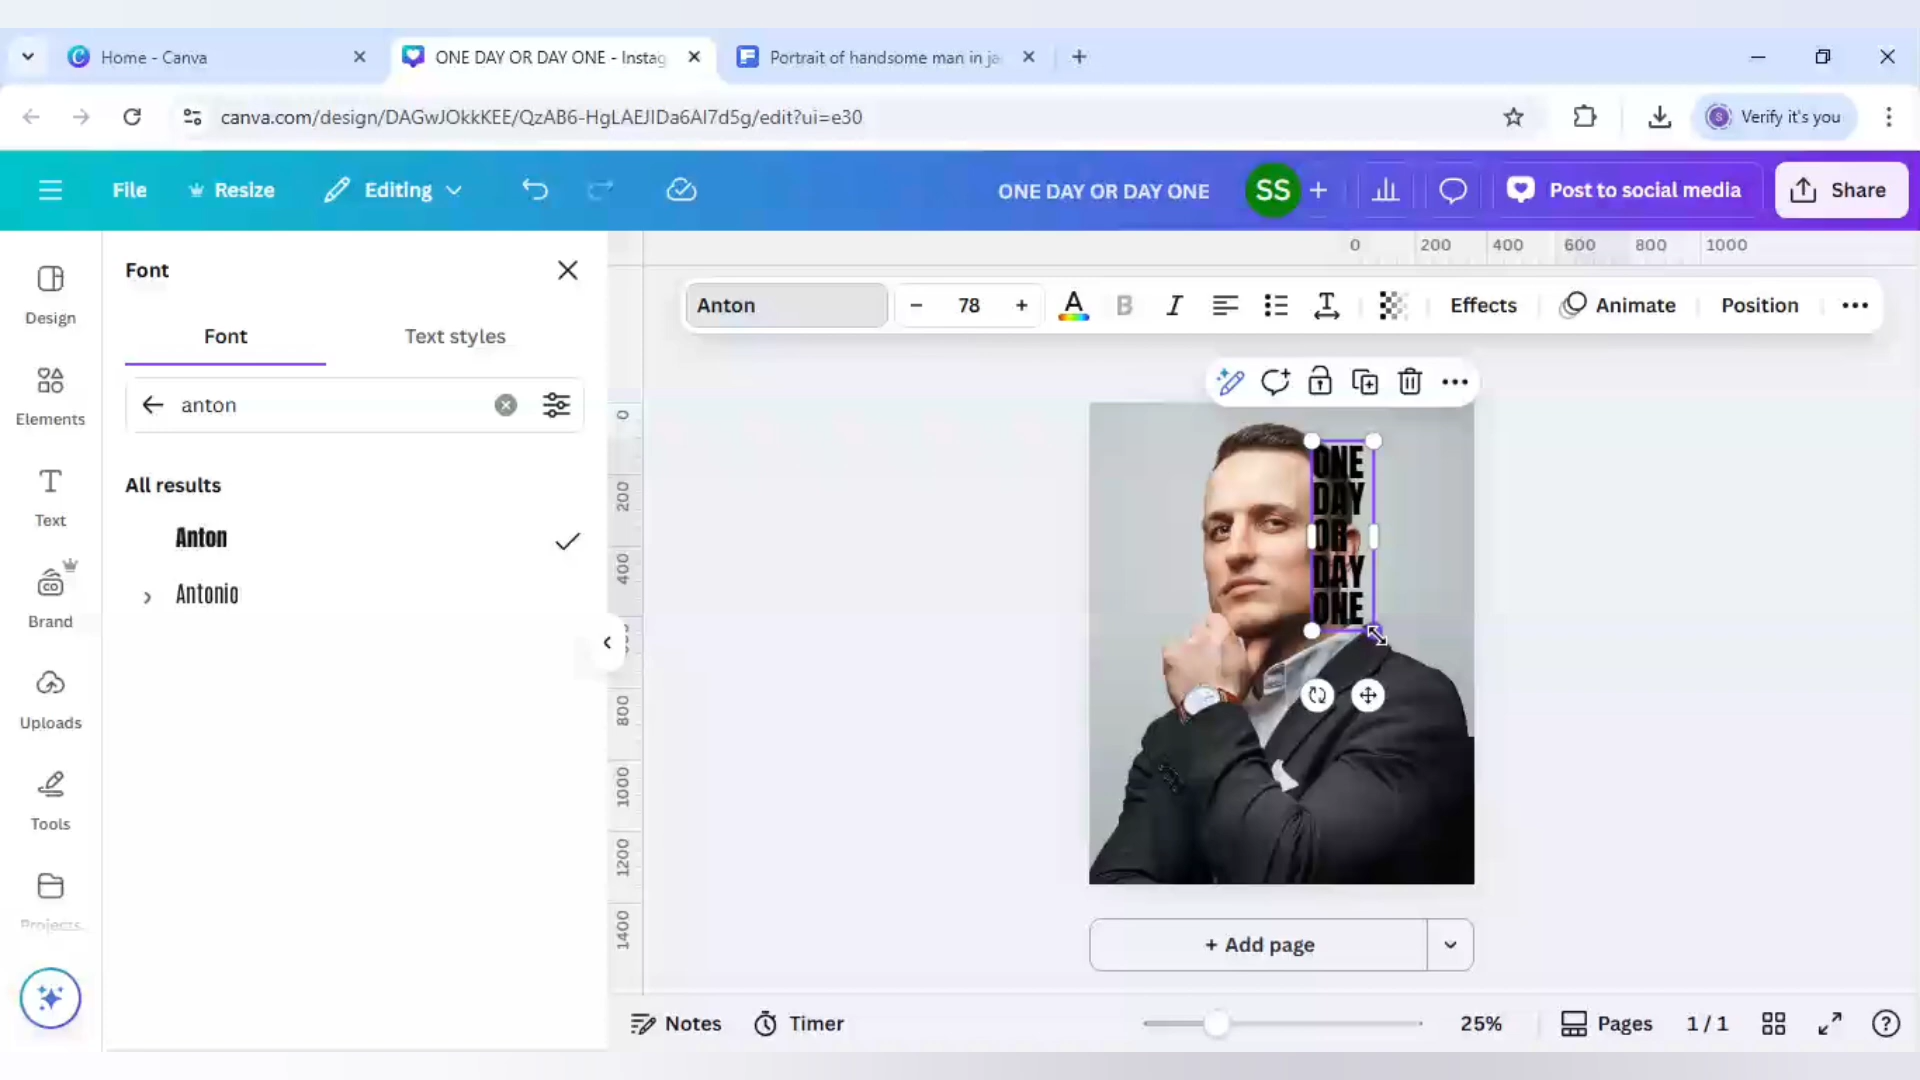 Home - Canva
ONE DAY OR DAY ONE - Instag
Portrait of handsome man in ja
canva.com/design/DAGwJOkkKEE/QzAB6-HgLAEJIDa6AI7d5g/edit?ui=e30
Verify it's you
File
Resize
Editing
ONE DAY OR DAY ONE
SS
Post to social media
Share
Design
Elements
Text
Brand
Uploads
Tools
Projects
Font
Font
Text styles
anton
All results
Anton
Antonio
0 200 400 600 800 1000
Anton
78
Effects
Animate
Position
0
200
400
800
1000
1200
1400
ONE
DAY
OR
DAY
ONE
+ Add page
Notes
Timer
25%
Pages
1 / 1